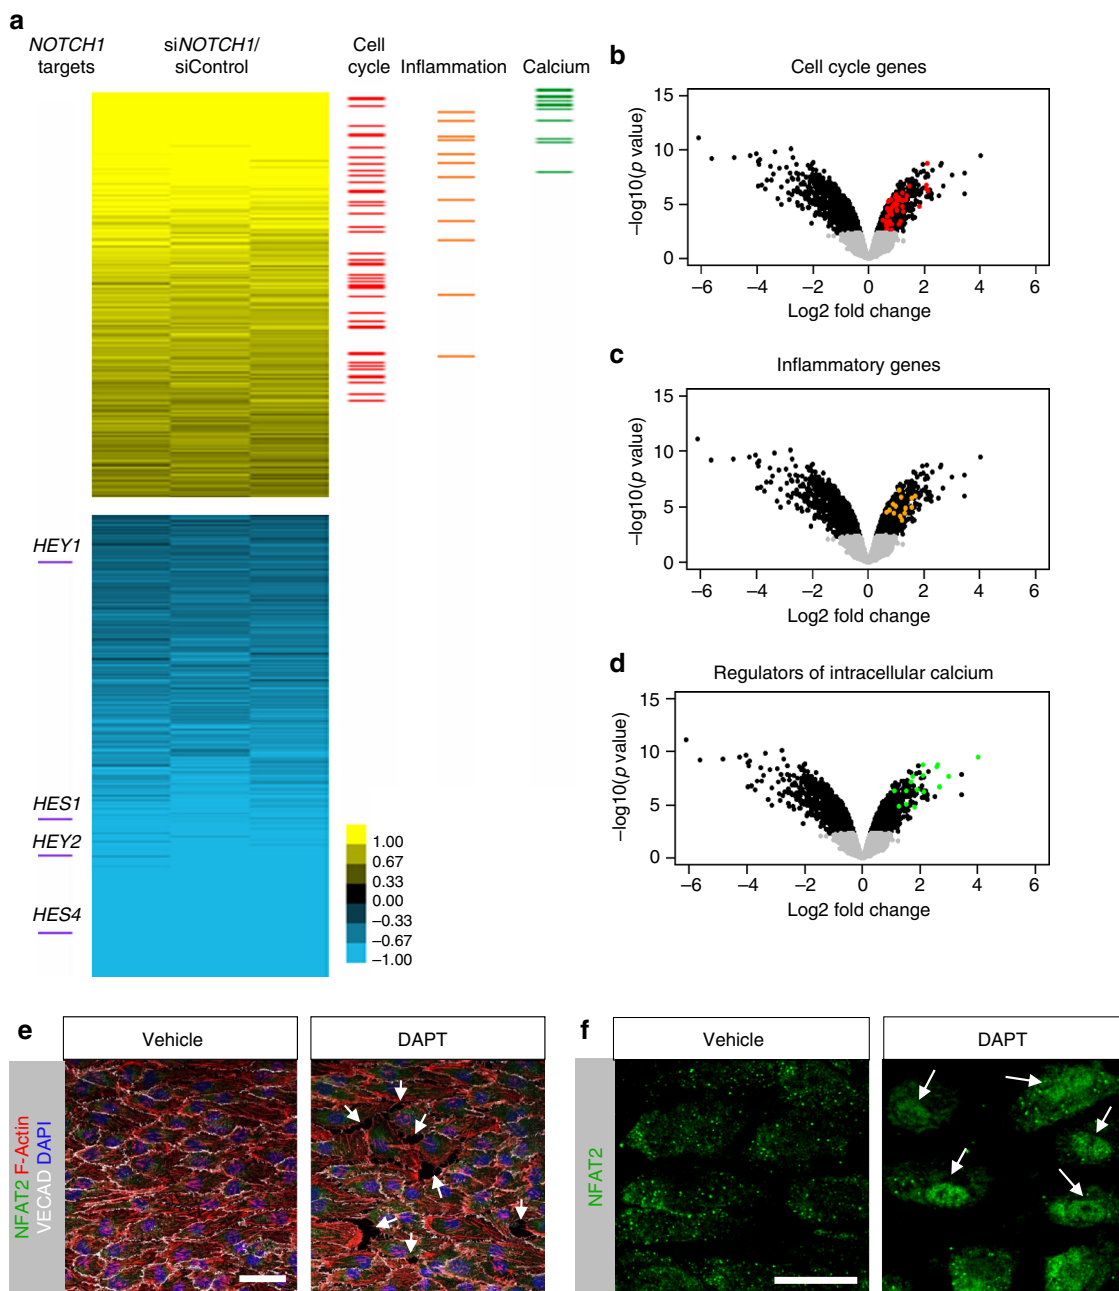 a
NOTCH1 targets
siNOTCH1/ siControl
Cell cycle
Inflammation
Calcium
HEY1
HES1
HEY2
HES4
1.00
0.67
0.33
0.00
−0.33
−0.67
−1.00
b
Cell cycle genes
−log10(p value)
15
10
5
0
−6 −4 −2 0 2 4 6
Log2 fold change
c
Inflammatory genes
−log10(p value)
15
10
5
0
−6 −4 −2 0 2 4 6
Log2 fold change
d
Regulators of intracellular calcium
−log10(p value)
15
10
5
0
−6 −4 −2 0 2 4 6
Log2 fold change
e
Vehicle
DAPT
NFAT2 F-Actin
VECAD DAPI
f
Vehicle
DAPT
NFAT2